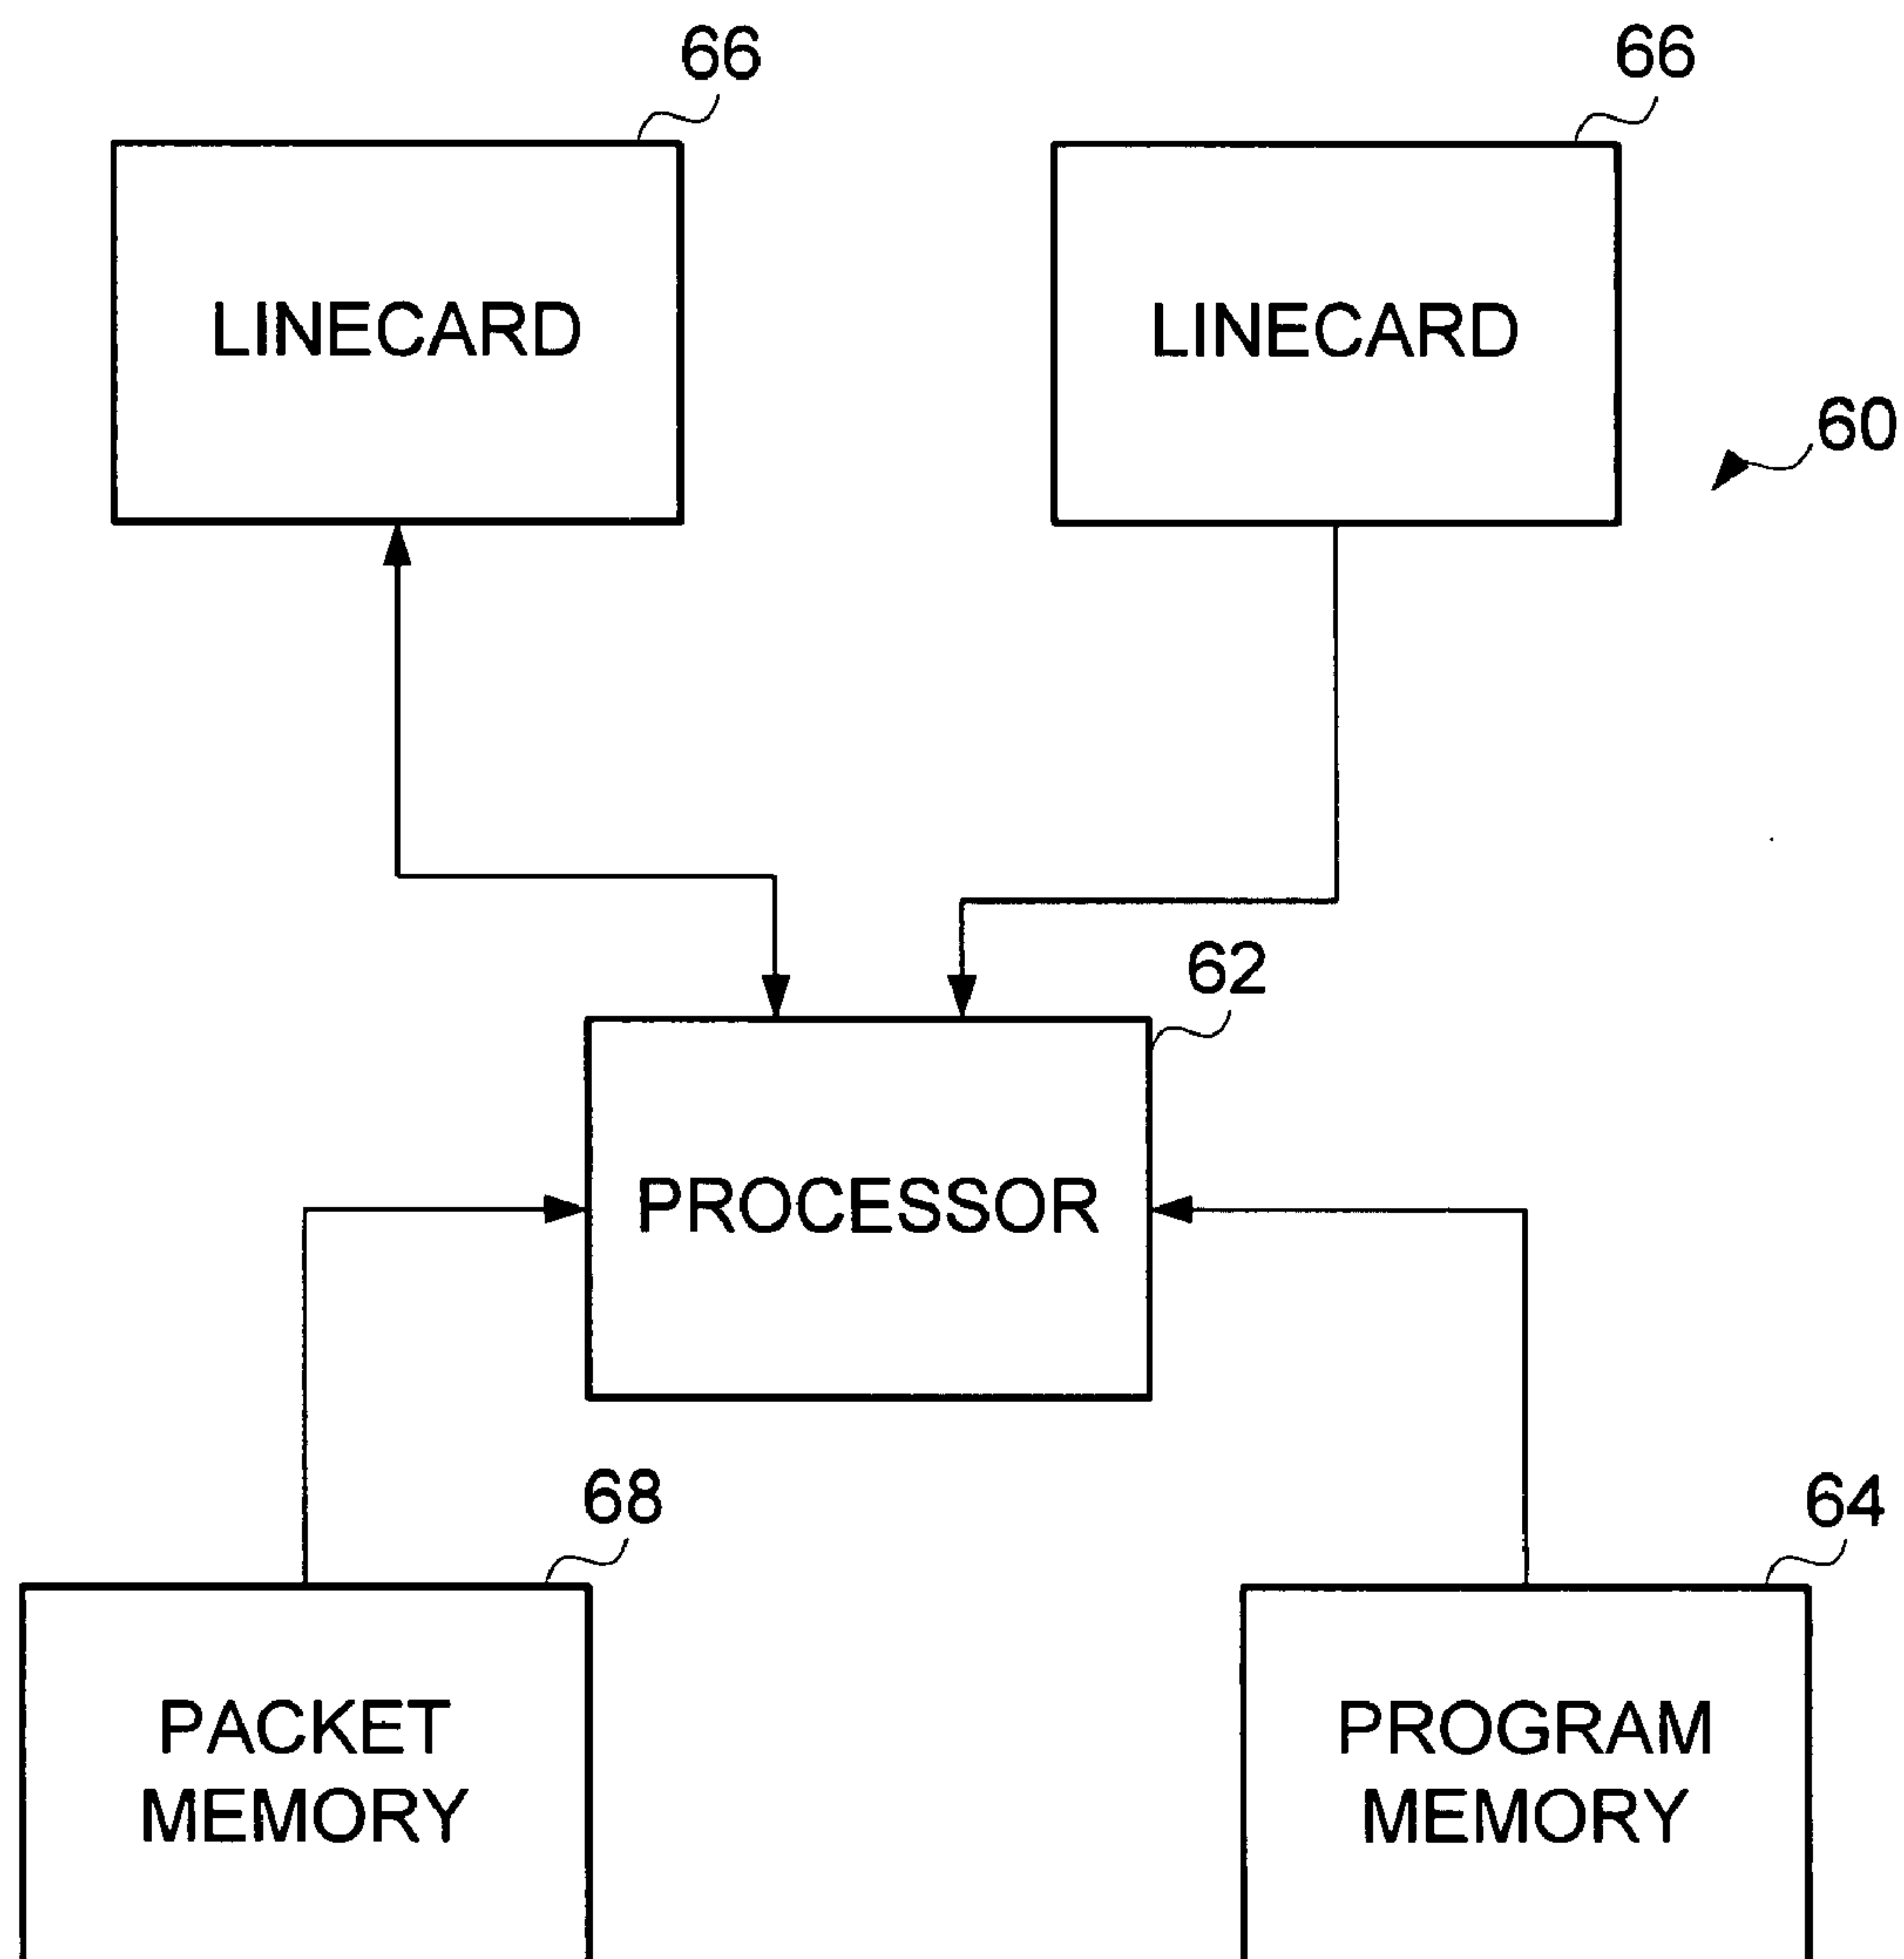 66
66
LINECARD
LINECARD
60
62
PROCESSOR
68
64
PACKET
MEMORY
PROGRAM
MEMORY